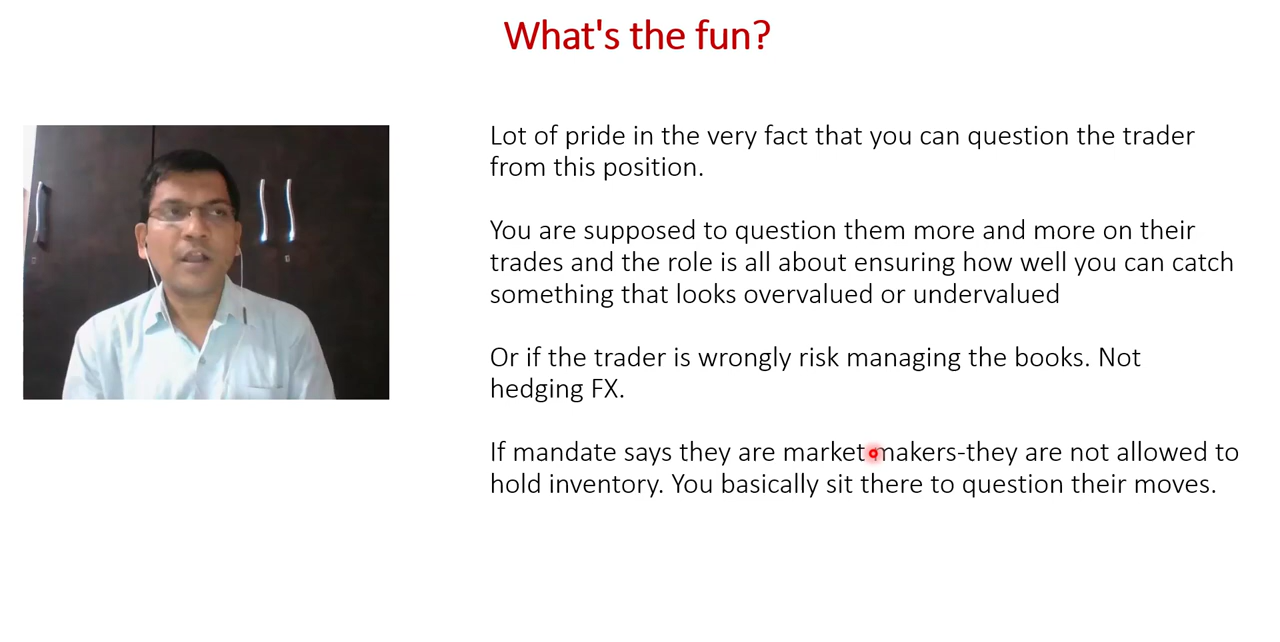 What's the fun?
Lot of pride in the very fact that you can question the trader
from this position.
You are supposed to question them more and more on their
trades and the role is all about ensuring how well you can catch
something that looks overvalued or undervalued
Or if the trader is wrongly risk managing the books. Not
hedging FX.
If mandate says they are market makers-they are not allowed to
hold inventory. You basically sit there to question their moves.